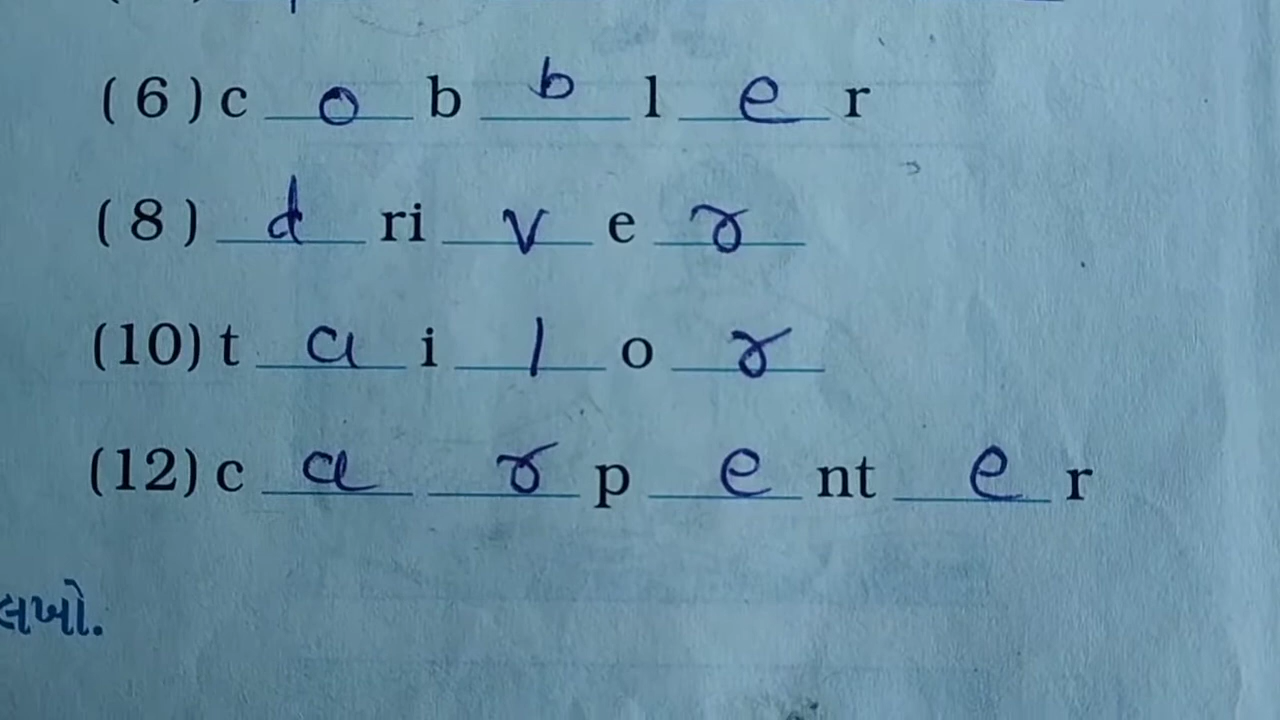 (6) c o b b l e r
(8) d ri v e r
(10) t a i l o r
(12) c a r p e nt e r
લખો.